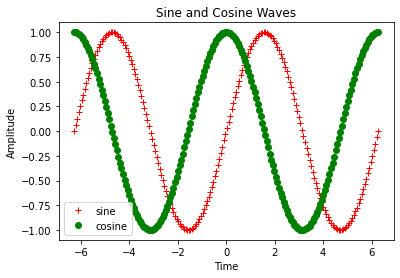 Sine and Cosine Waves
Amplitude
1.00
0.75
0.50
0.25
0.00
−0.25
−0.50
−0.75
−1.00
sine
cosine
−6 −4 −2 0 2 4 6
Time